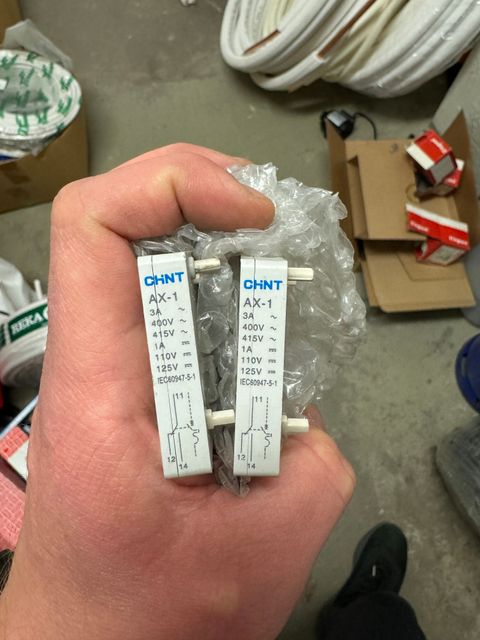 CHNT
AX-1
3A ~
400V ~
415V ~
1A ⎓
110V ⎓
125V ⎓
IEC60947-5-1
11
12
14
CHNT
AX-1
3A ~
400V ~
415V ~
1A ⎓
110V ⎓
125V ⎓
IEC60947-5-1
11
12
14
REKA